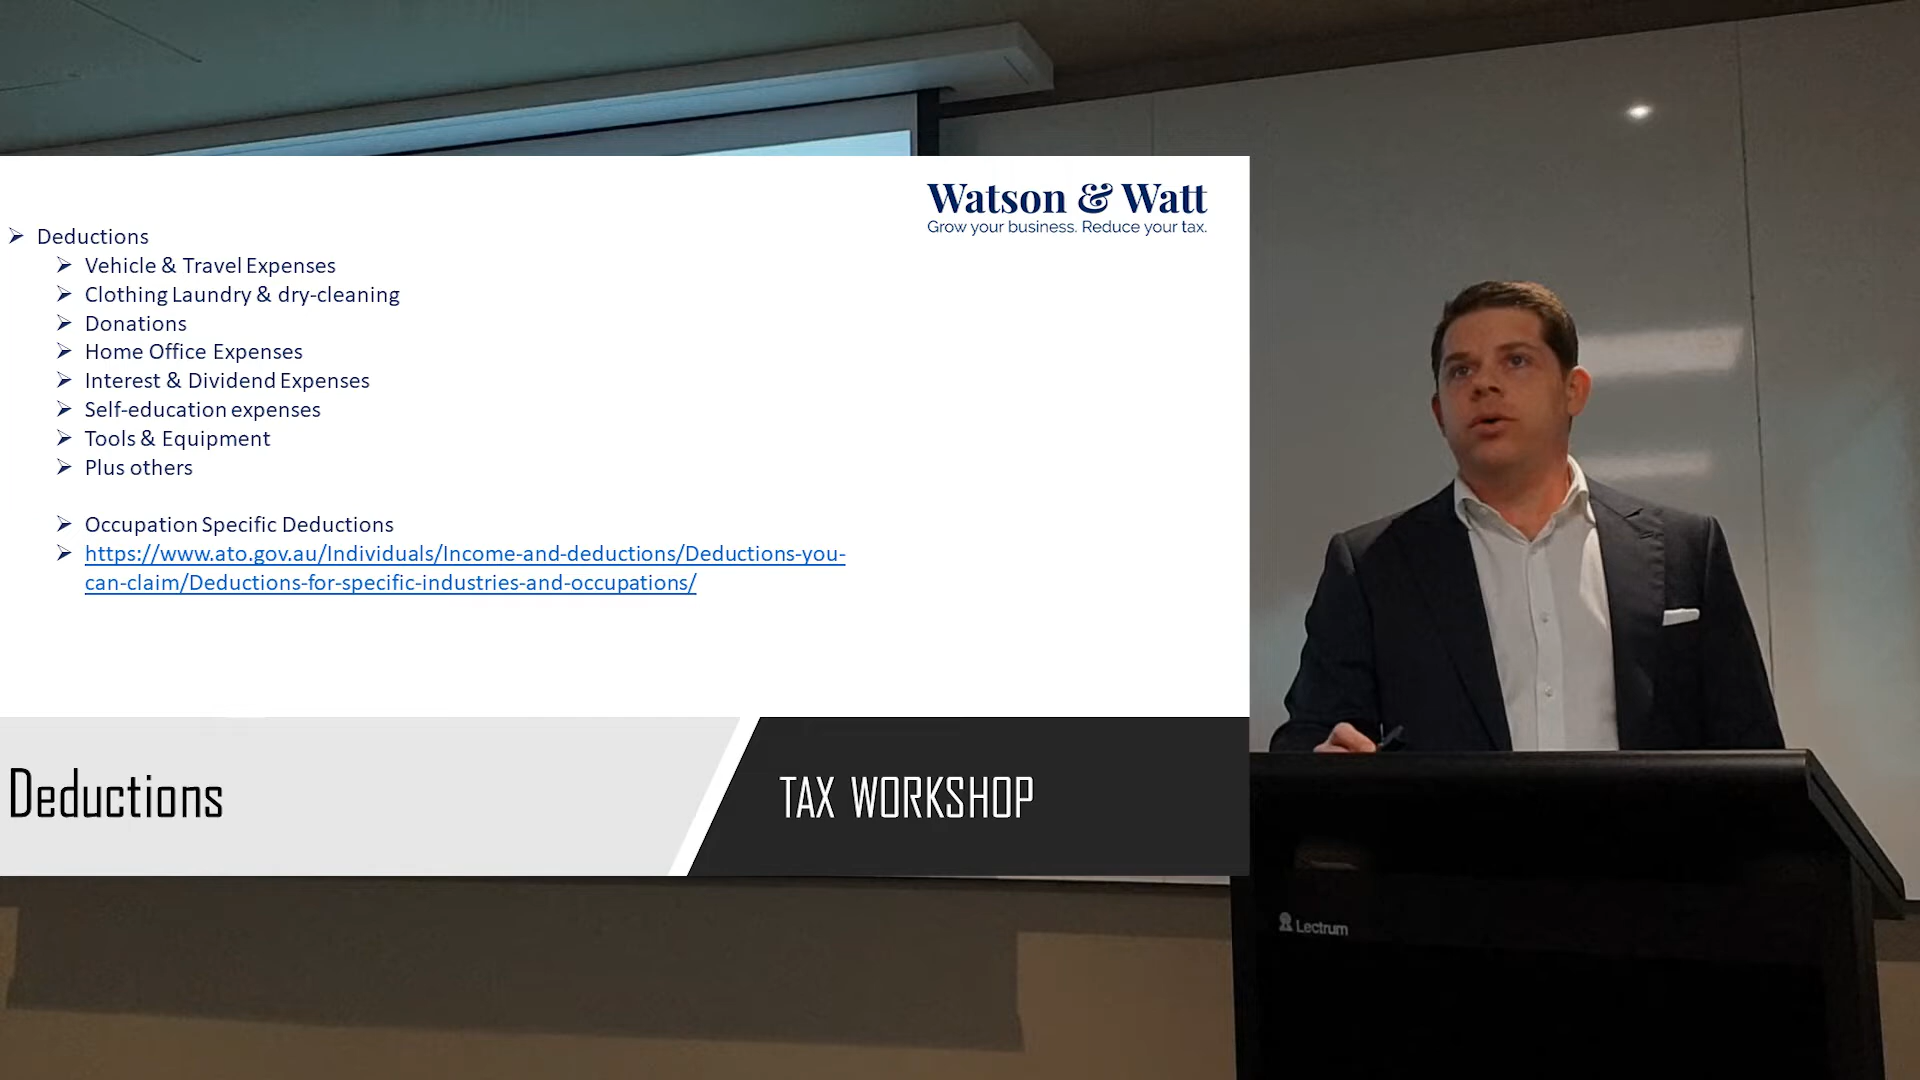 Watson & Watt
Grow your business. Reduce your tax.
➢ Deductions
➢ Vehicle & Travel Expenses
➢ Clothing Laundry & dry-cleaning
➢ Donations
➢ Home Office Expenses
➢ Interest & Dividend Expenses
➢ Self-education expenses
➢ Tools & Equipment
➢ Plus others
➢ Occupation Specific Deductions
➢ https://www.ato.gov.au/Individuals/Income-and-deductions/Deductions-you-
can-claim/Deductions-for-specific-industries-and-occupations/
Deductions
TAX WORKSHOP
Lectrum